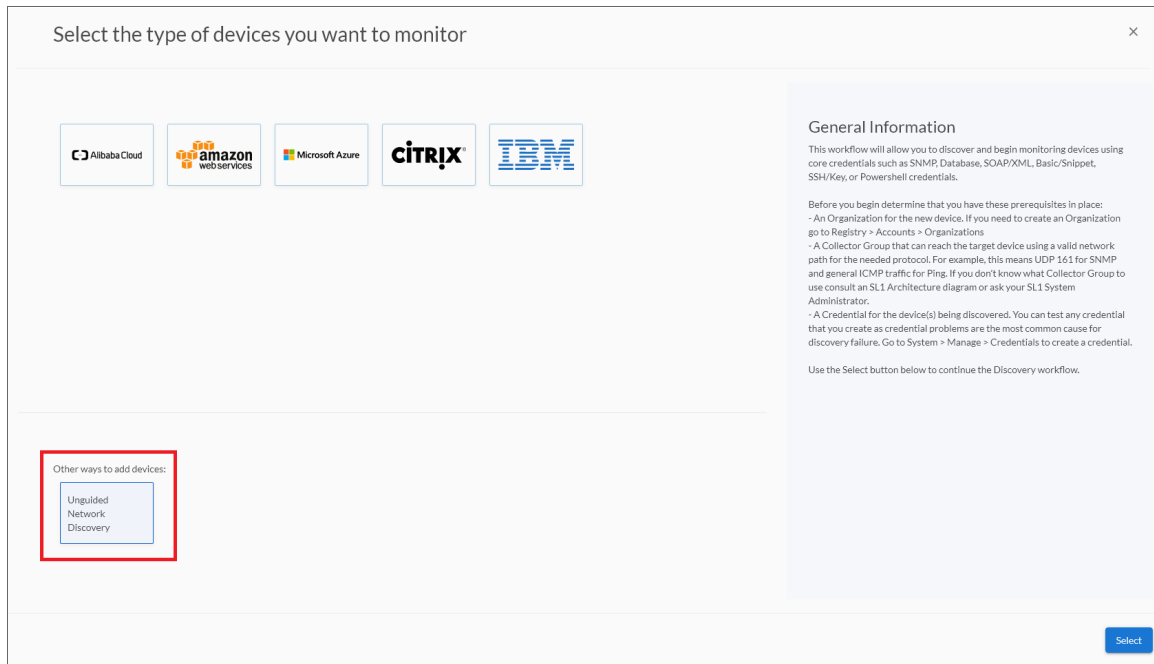 Select the type of devices you want to monitor
×
Alibaba Cloud
amazon
web services
Microsoft Azure
CİTRIX®
IBM
General Information
This workflow will allow you to discover and begin monitoring devices using
core credentials such as SNMP, Database, SOAP/XML, Basic/Snippet,
SSH/Key, or Powershell credentials.
Before you begin determine that you have these prerequisites in place:
- An Organization for the new device. If you need to create an Organization
go to Registry > Accounts > Organizations
- A Collector Group that can reach the target device using a valid network
path for the needed protocol. For example, this means UDP 161 for SNMP
and general ICMP traffic for Ping. If you don't know what Collector Group to
use consult an SL1 Architecture diagram or ask your SL1 System
Administrator.
- A Credential for the device(s) being discovered. You can test any credential
that you create as credential problems are the most common cause for
discovery failure. Go to System > Manage > Credentials to create a credential.
Use the Select button below to continue the Discovery workflow.
Other ways to add devices:
Unguided
Network
Discovery
Select